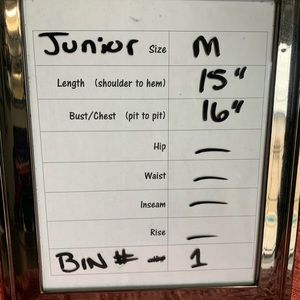 Junior Size M
Length (shoulder to hem) 15"
Bust/Chest (pit to pit) 16"
Hip —
Waist —
Inseam —
Rise —
BIN # - 1